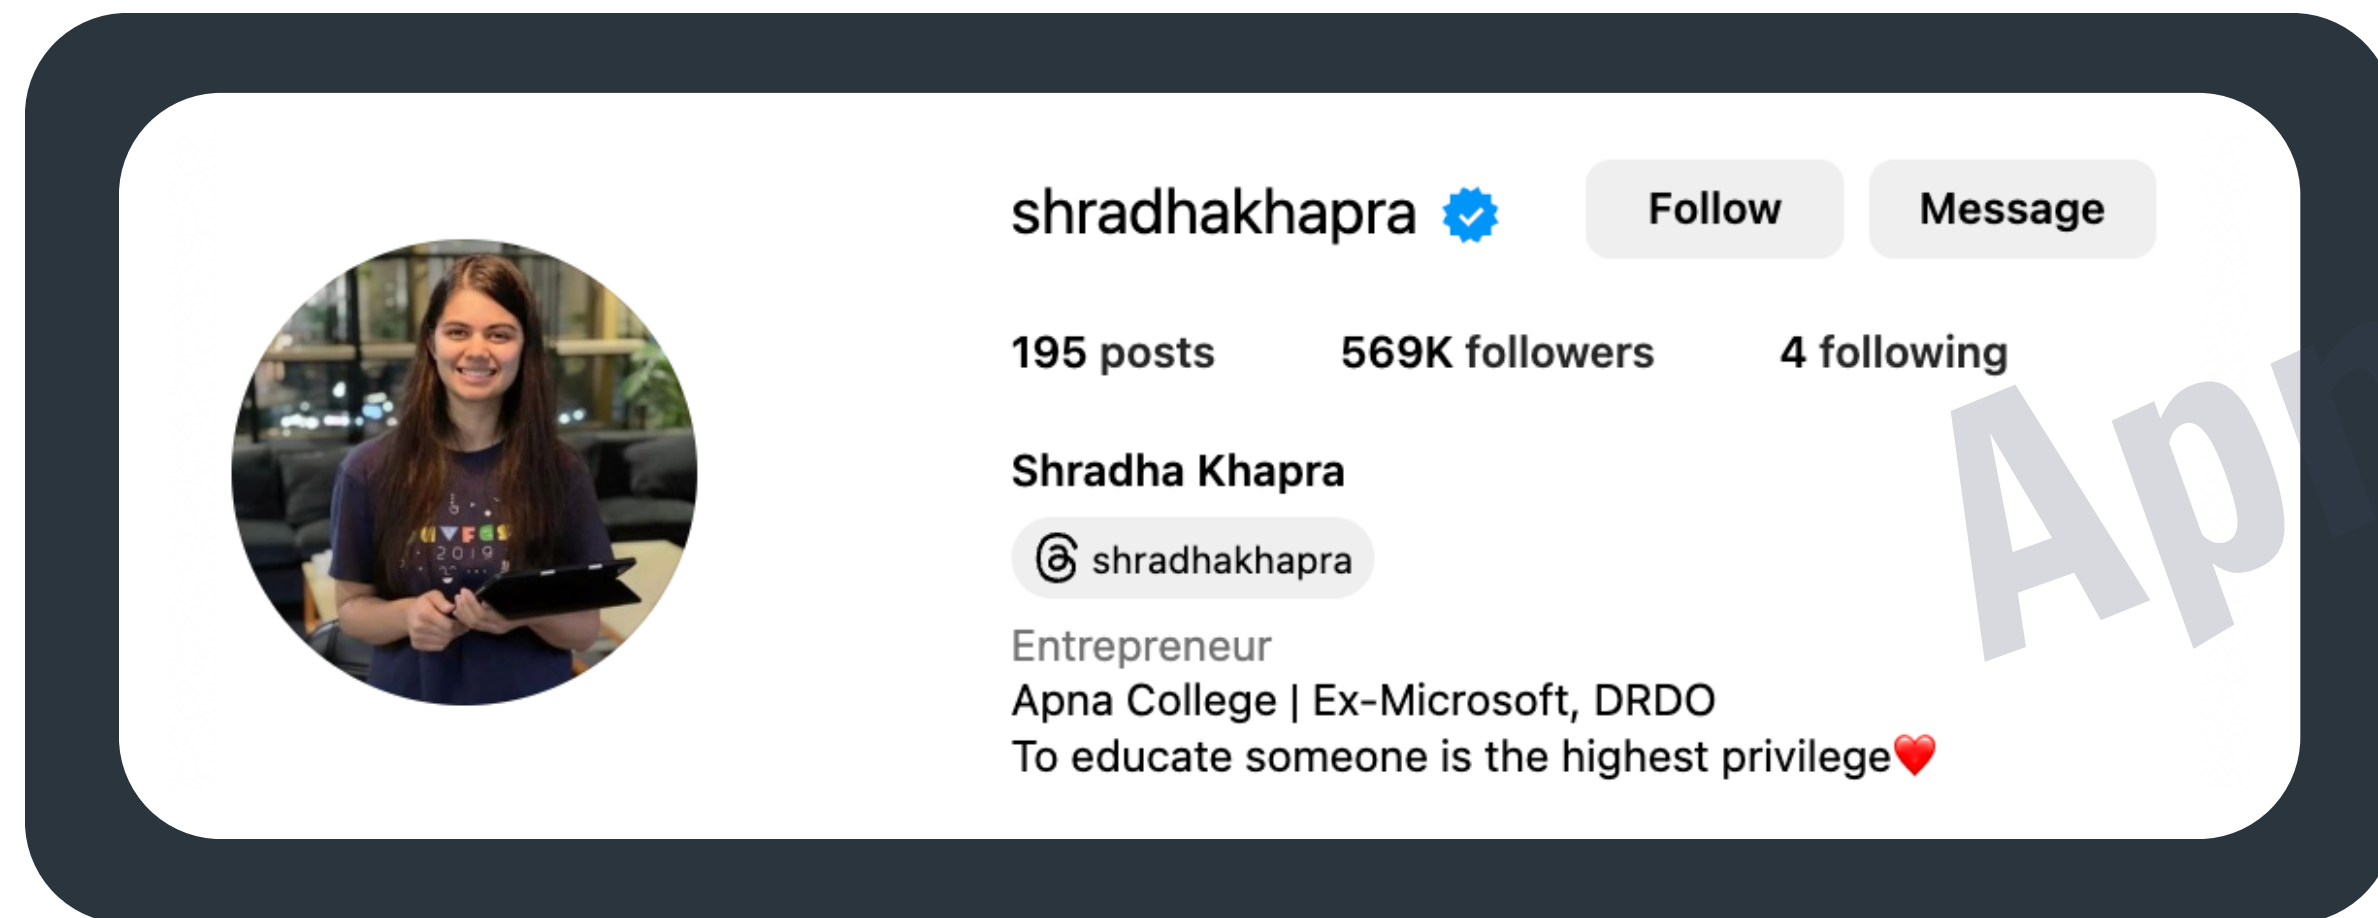 shradhakhapra
Follow
Message
195 posts
569K followers
4 following
Shradha Khapra
shradhakhapra
Entrepreneur
Apna College | Ex-Microsoft, DRDO
To educate someone is the highest privilege❤️
2019